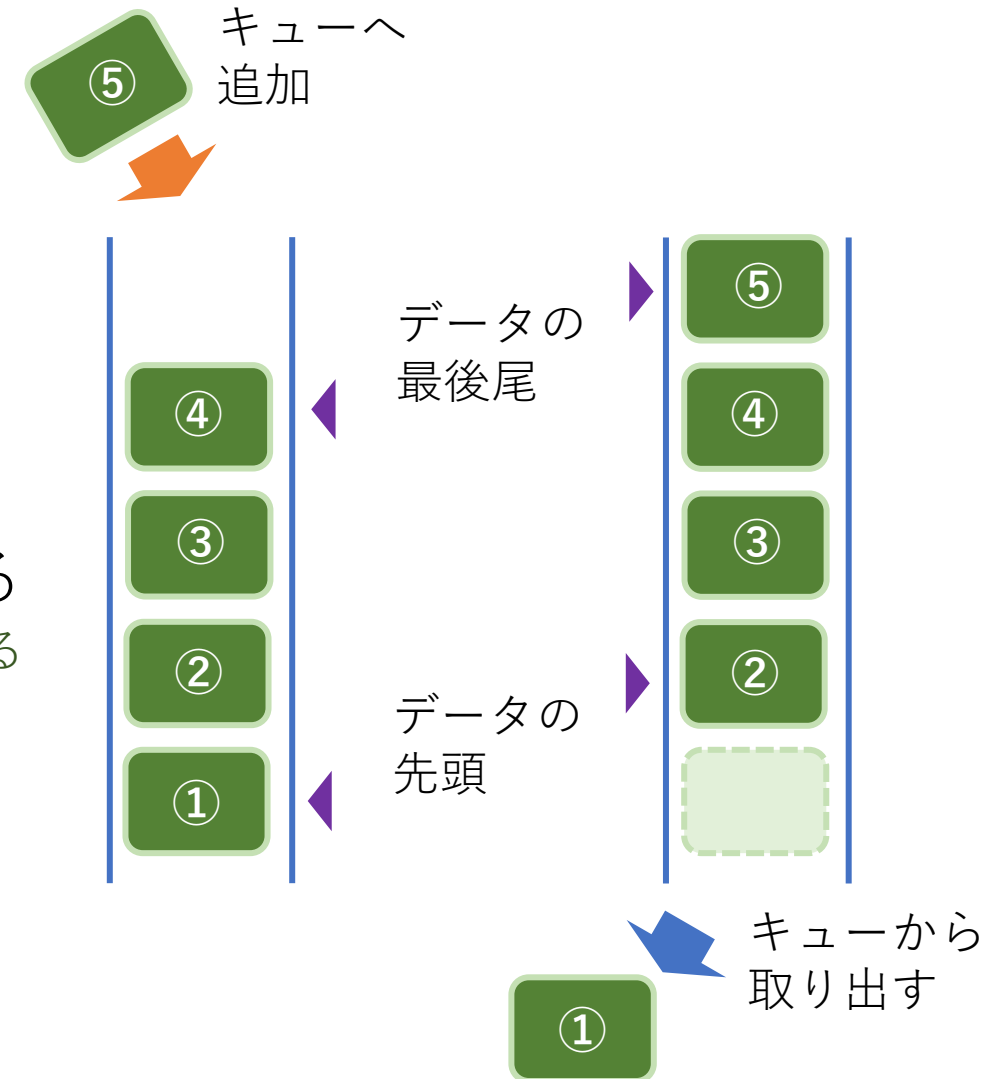 ⑤
キューへ
追加
データの
最後尾
④
③
②
①
データの
先頭
⑤
④
③
②
キューから
取り出す
①
る
る